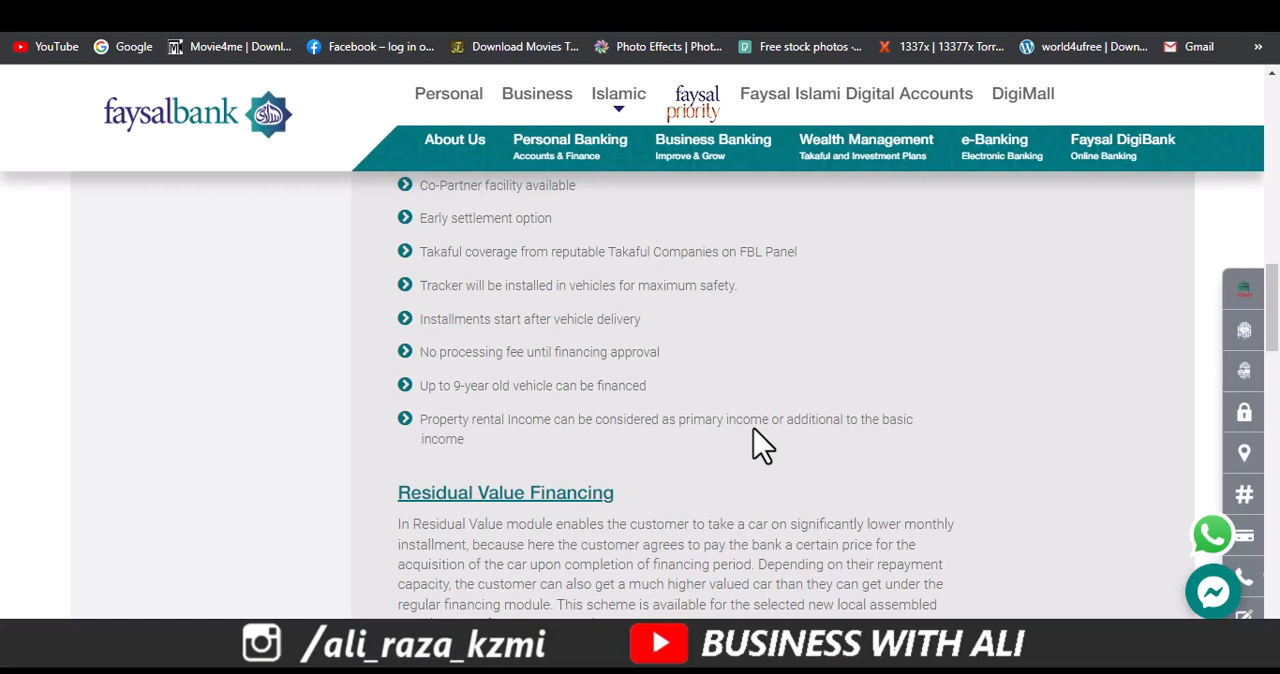 YouTube
Google
Movie4me | Downl...
Facebook – log in o...
Download Movies T...
Photo Effects | Phot...
Free stock photos -...
1337x | 13377x Torr...
world4ufree | Down...
Gmail
»
faysalbank
Personal
Business
Islamic
faysal
priority
Faysal Islami Digital Accounts
DigiMall
About Us
Personal Banking
Accounts & Finance
Business Banking
Improve & Grow
Wealth Management
Takaful and Investment Plans
e-Banking
Electronic Banking
Faysal DigiBank
Online Banking
Co-Partner facility available
Early settlement option
Takaful coverage from reputable Takaful Companies on FBL Panel
Tracker will be installed in vehicles for maximum safety.
Installments start after vehicle delivery
No processing fee until financing approval
Up to 9-year old vehicle can be financed
Property rental Income can be considered as primary income or additional to the basic
income
Residual Value Financing
In Residual Value module enables the customer to take a car on significantly lower monthly
installment, because here the customer agrees to pay the bank a certain price for the
acquisition of the car upon completion of financing period. Depending on their repayment
capacity, the customer can also get a much higher valued car than they can get under the
regular financing module. This scheme is available for the selected new local assembled
/ali_raza_kzmi
BUSINESS WITH ALI